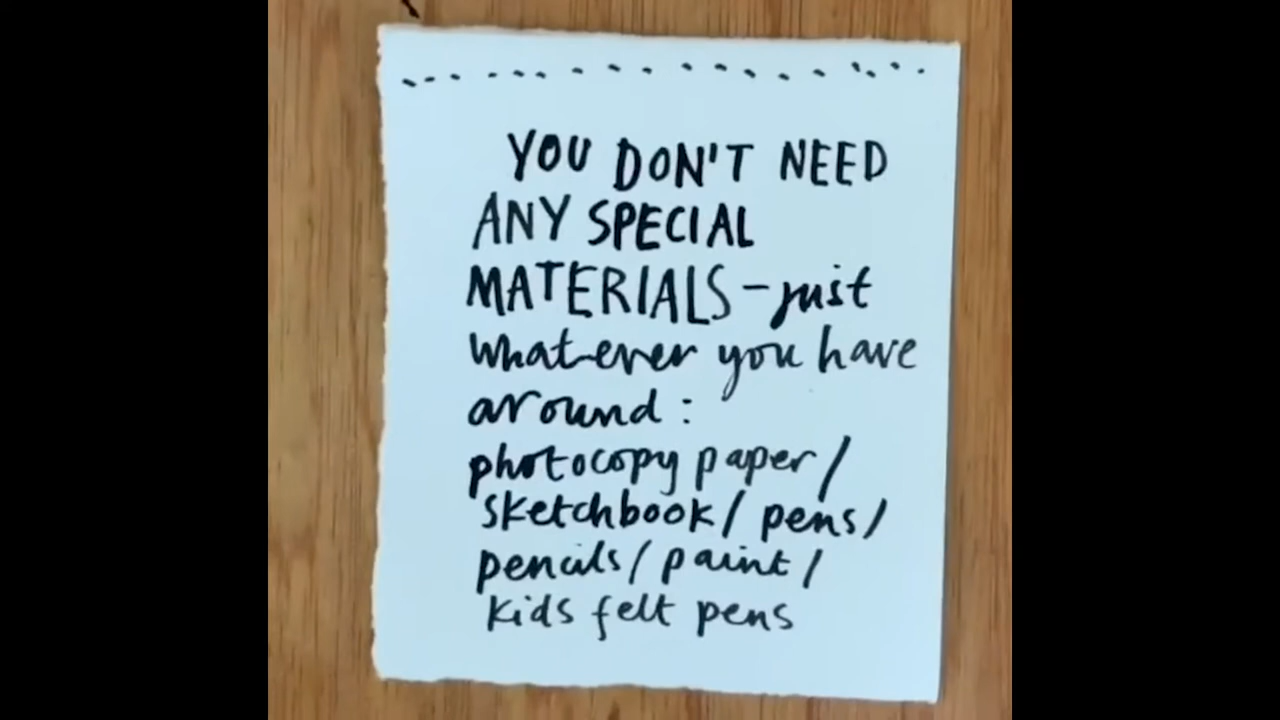 YOU DON'T NEED
ANY SPECIAL
MATERIALS - just
whatever you have
around :
photocopy paper /
sketchbook / pens /
pencils / paint /
kids felt pens